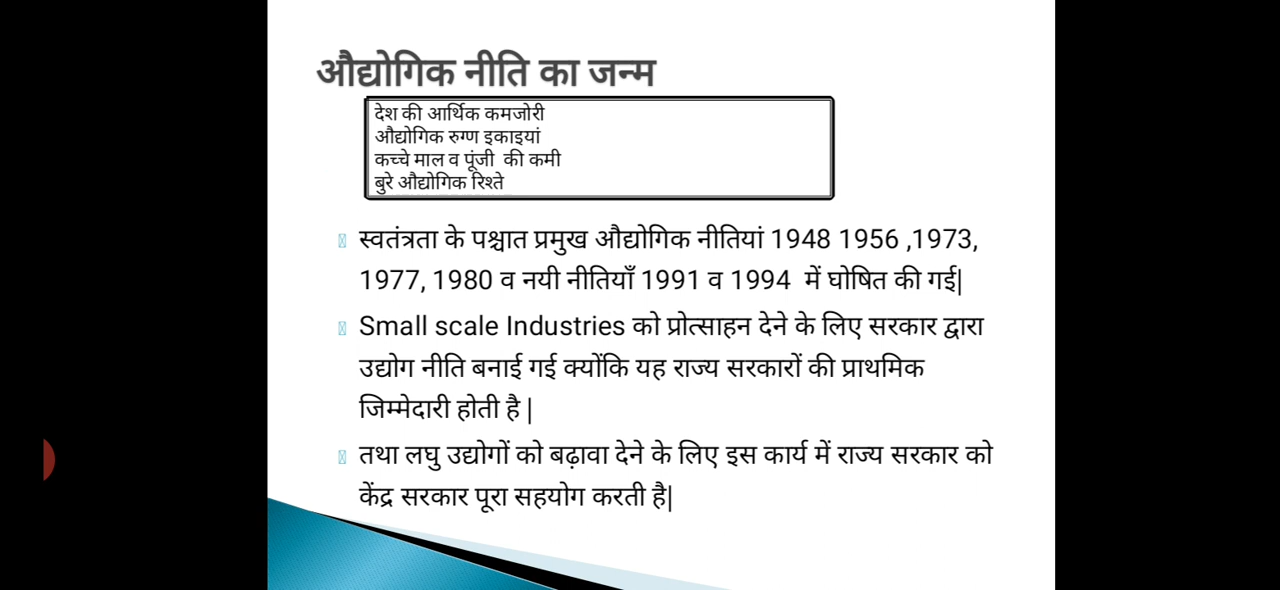 औद्योगिक नीति का जन्म
देश की आर्थिक कमजोरी
औद्योगिक रुग्ण इकाइयां
कच्चे माल व पूंजी की कमी
बुरे औद्योगिक रिश्ते
स्वतंत्रता के पश्चात प्रमुख औद्योगिक नीतियां 1948 1956 ,1973,
1977, 1980 व नयी नीतियाँ 1991 व 1994 में घोषित की गई|
Small scale Industries को प्रोत्साहन देने के लिए सरकार द्वारा
उद्योग नीति बनाई गई क्योंकि यह राज्य सरकारों की प्राथमिक
जिम्मेदारी होती है |
तथा लघु उद्योगों को बढ़ावा देने के लिए इस कार्य में राज्य सरकार को
केंद्र सरकार पूरा सहयोग करती है|